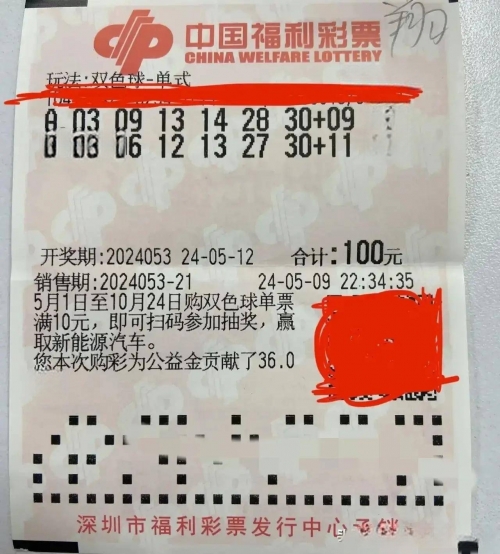 中国福利彩票
CHINA WELFARE LOTTERY
玩法:双色球-单式
A 03 09 13 14 28 30+09
06 12 13 27 30+11
开奖期:2024053 24-05-12 合计:100元
销售期:2024053-21 24-05-09 22:34:35
5月1日至10月24日购双色球单票
满10元，即可扫码参加抽奖，赢
取新能源汽车。
您本次购彩为公益金贡献了36.0
深圳市福利彩票发行中心承销